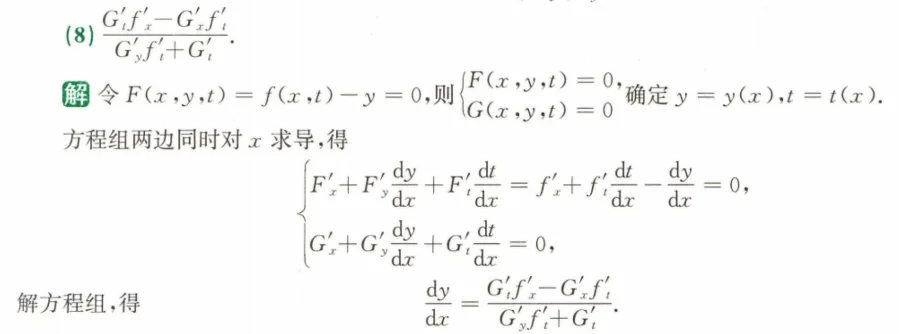 (8) \frac{G'_t f'_x - G'_x f'_t}{G'_y f'_t + G'_t}.
解 令 F(x,y,t) = f(x,t) - y = 0,则 \begin{cases} F(x,y,t) = 0, \\ G(x,y,t) = 0 \end{cases} 确定 y = y(x), t = t(x).
方程组两边同时对 x 求导,得
\begin{cases} F'_x + F'_y \frac{dy}{dx} + F'_t \frac{dt}{dx} = f'_x + f'_t \frac{dt}{dx} - \frac{dy}{dx} = 0, \\ G'_x + G'_y \frac{dy}{dx} + G'_t \frac{dt}{dx} = 0, \end{cases}
解方程组,得 \frac{dy}{dx} = \frac{G'_t f'_x - G'_x f'_t}{G'_y f'_t + G'_t}.